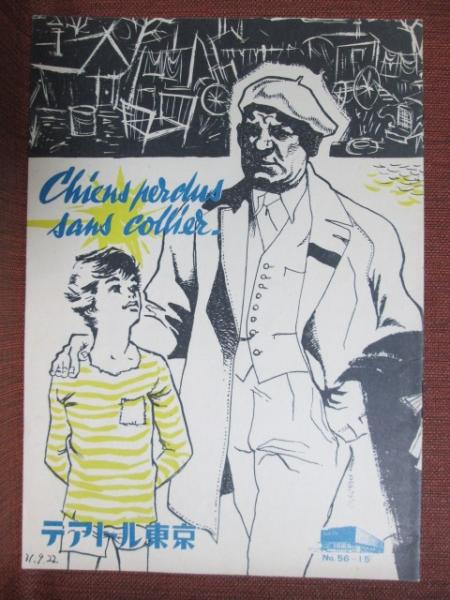 Chiens perdus
sans collier.
テアトル東京
31.9.22
No. 56-15